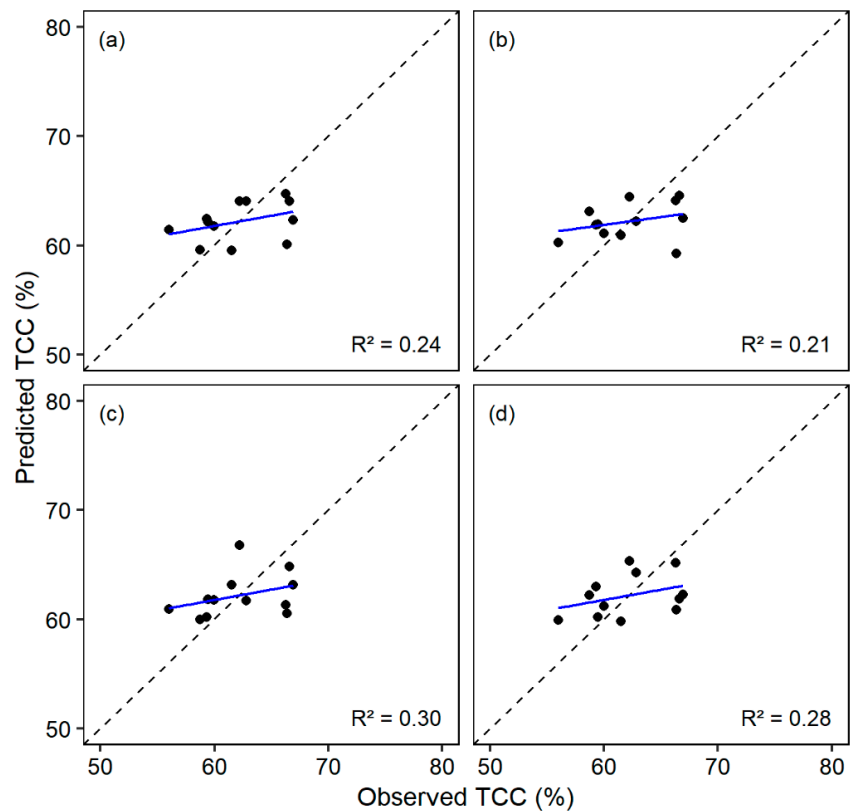 (a)
(b)
80
70
60
50
R² = 0.24
R² = 0.21
Predicted TCC (%)
(c)
(d)
80
70
60
50
R² = 0.30
R² = 0.28
50 60 70 80 50 60 70 80
Observed TCC (%)